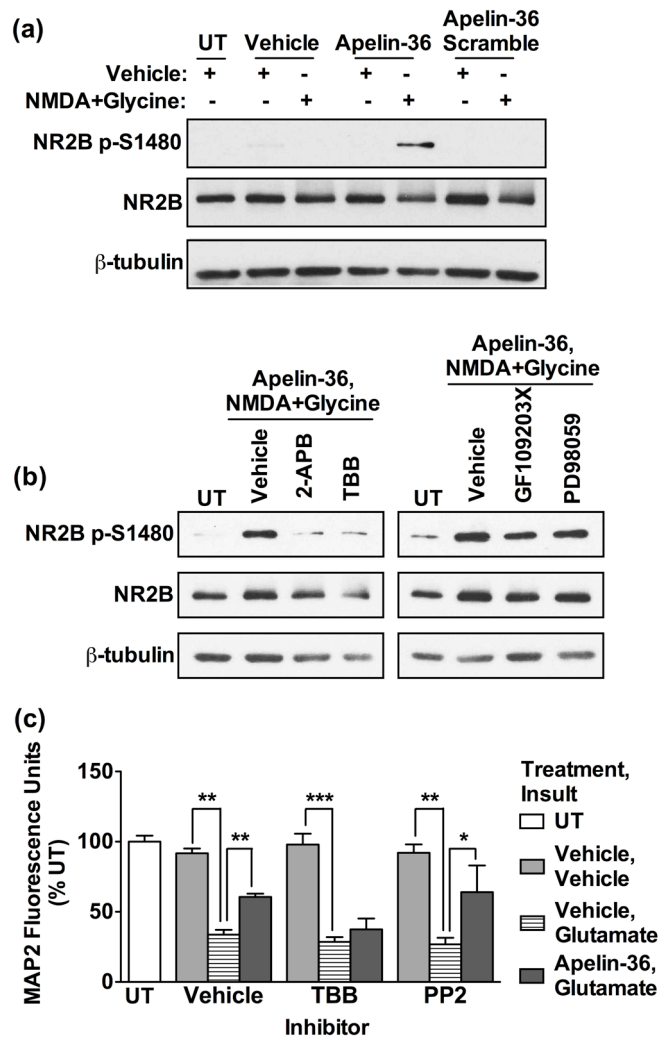 (a)
UT Vehicle Apelin-36 Apelin-36
Scramble
Vehicle: + + - + - + -
NMDA+Glycine: - - + - + - +
NR2B p-S1480
NR2B
β-tubulin
(b)
Apelin-36,
NMDA+Glycine
UT Vehicle 2-APB TBB
Apelin-36,
NMDA+Glycine
UT Vehicle GF109203X PD98059
NR2B p-S1480
NR2B
β-tubulin
(c)
MAP2 Fluorescence Units
(% UT)
150
100
50
0
** ** *** ** *
UT Vehicle TBB PP2
Inhibitor
Treatment,
Insult
UT
Vehicle,
Vehicle
Vehicle,
Glutamate
Apelin-36,
Glutamate